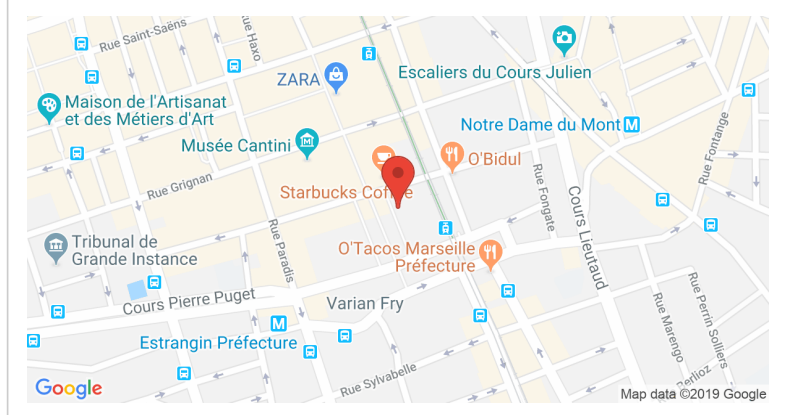 Rue Saint-Saëns
Rue Haxo
ZARA
Escaliers du Cours Julien
Maison de l'Artisanat
et des Métiers d'Art
Musée Cantini
Notre Dame du Mont
M
O'Bidul
Rue Fontange
Rue Grignan
Starbucks Coffee
Rue Fongate
Cours Lieutaud
Tribunal de
Grande Instance
Rue Paradis
O'Tacos Marseille
Préfecture
Cours Pierre Puget
Varian Fry
M
Estrangin Préfecture
Rue Marengo
Rue Perrin Solliers
Rue Sylvabelle
Berlioz
Google
Map data ©2019 Google